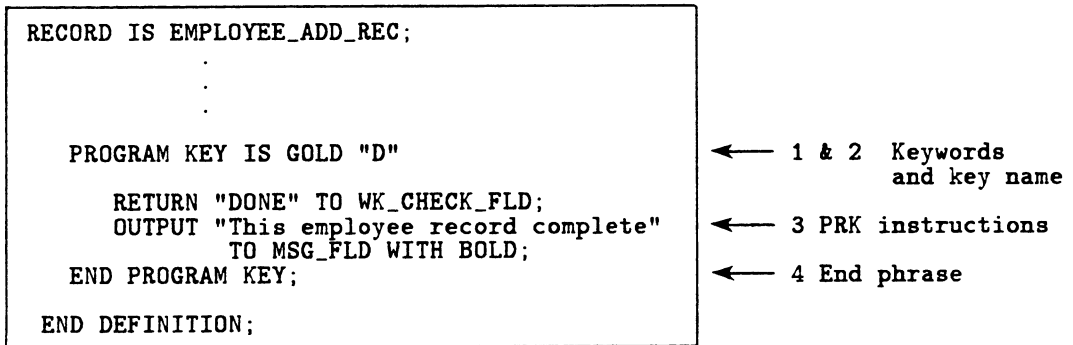 RECORD IS EMPLOYEE_ADD_REC;
.
.
.
PROGRAM KEY IS GOLD "D"
1 & 2 Keywords
and key name
RETURN "DONE" TO WK_CHECK_FLD;
OUTPUT "This employee record complete"
3 PRK instructions
TO MSG_FLD WITH BOLD;
END PROGRAM KEY;
4 End phrase
END DEFINITION;